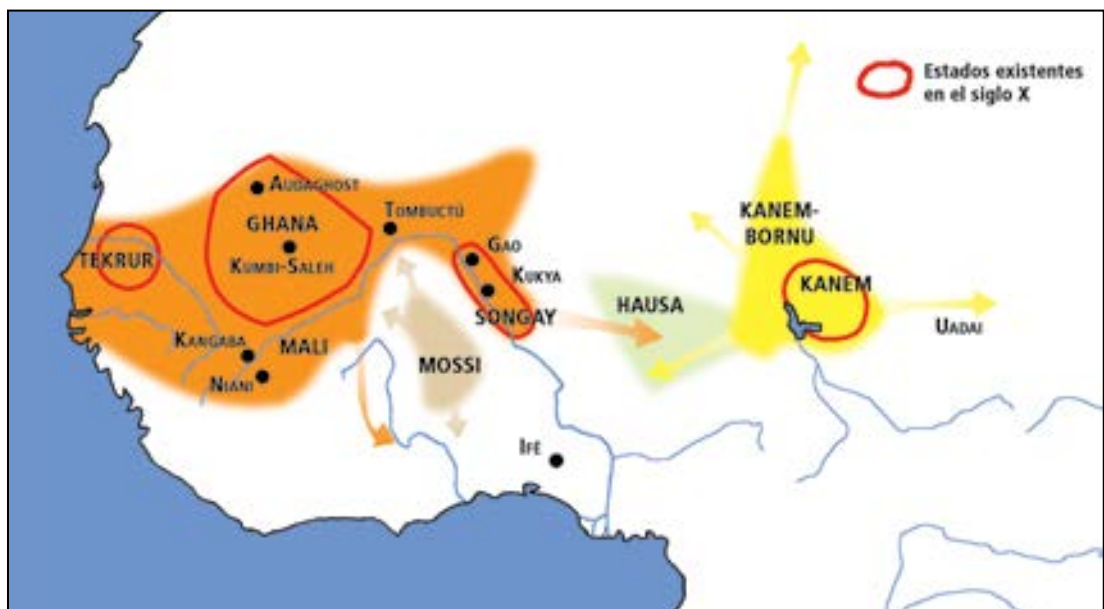 Estados existentes
en el siglo X
AUDAGHOST
GHANA
TOMBUCTÚ
KUMBI-SALEH
TEKRUR
GAO
KUKYA
SONGAY
KANGABA
MALI
NIANI
MOSSI
HAUSA
KANEM-
BORNU
KANEM
UADAI
IFE